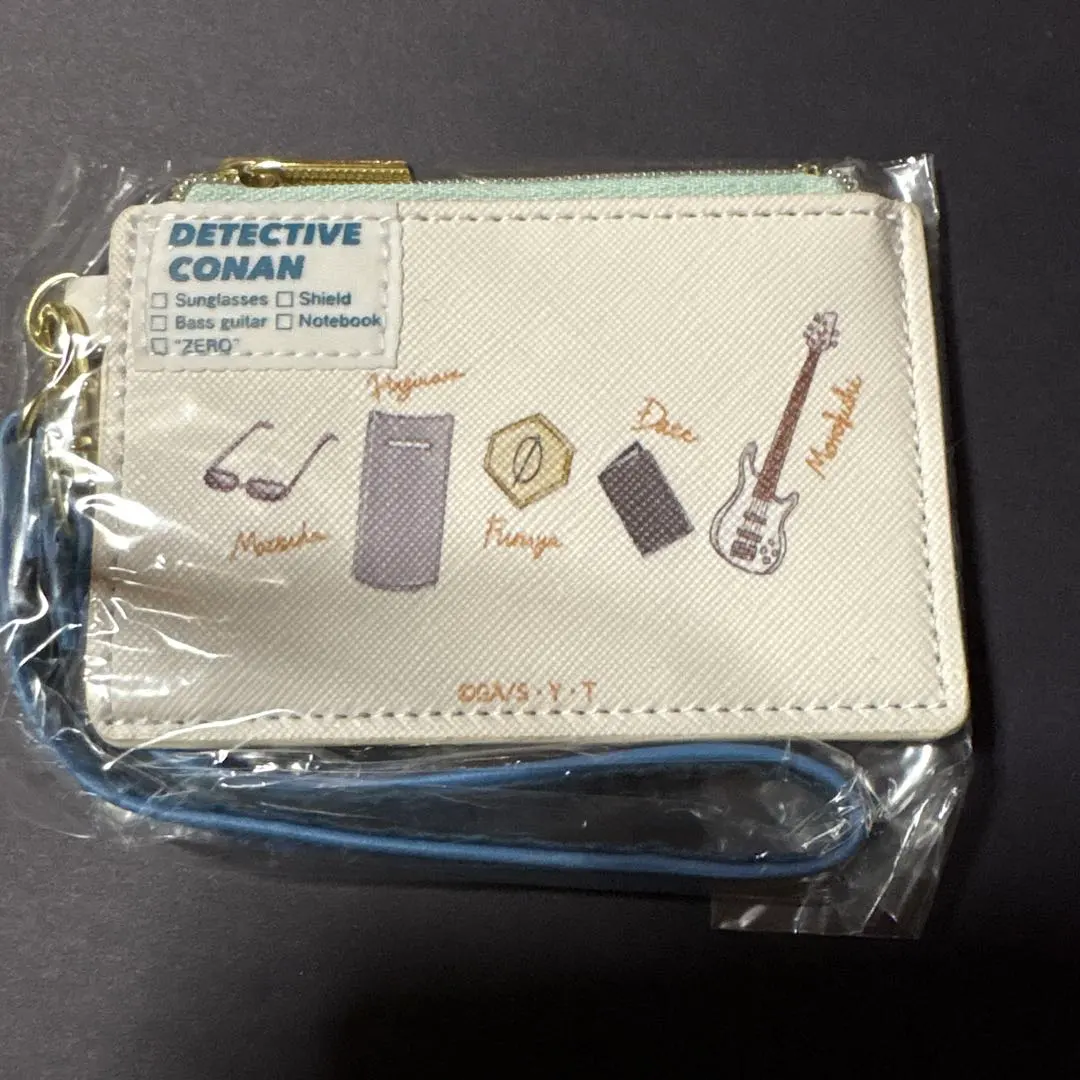 DETECTIVE
CONAN
□ Sunglasses □ Shield
□ Bass guitar □ Notebook
□ "ZERO"
Hagiwara
Date
Morofushi
Matsuda
Furuya
©GA/S・Y・T